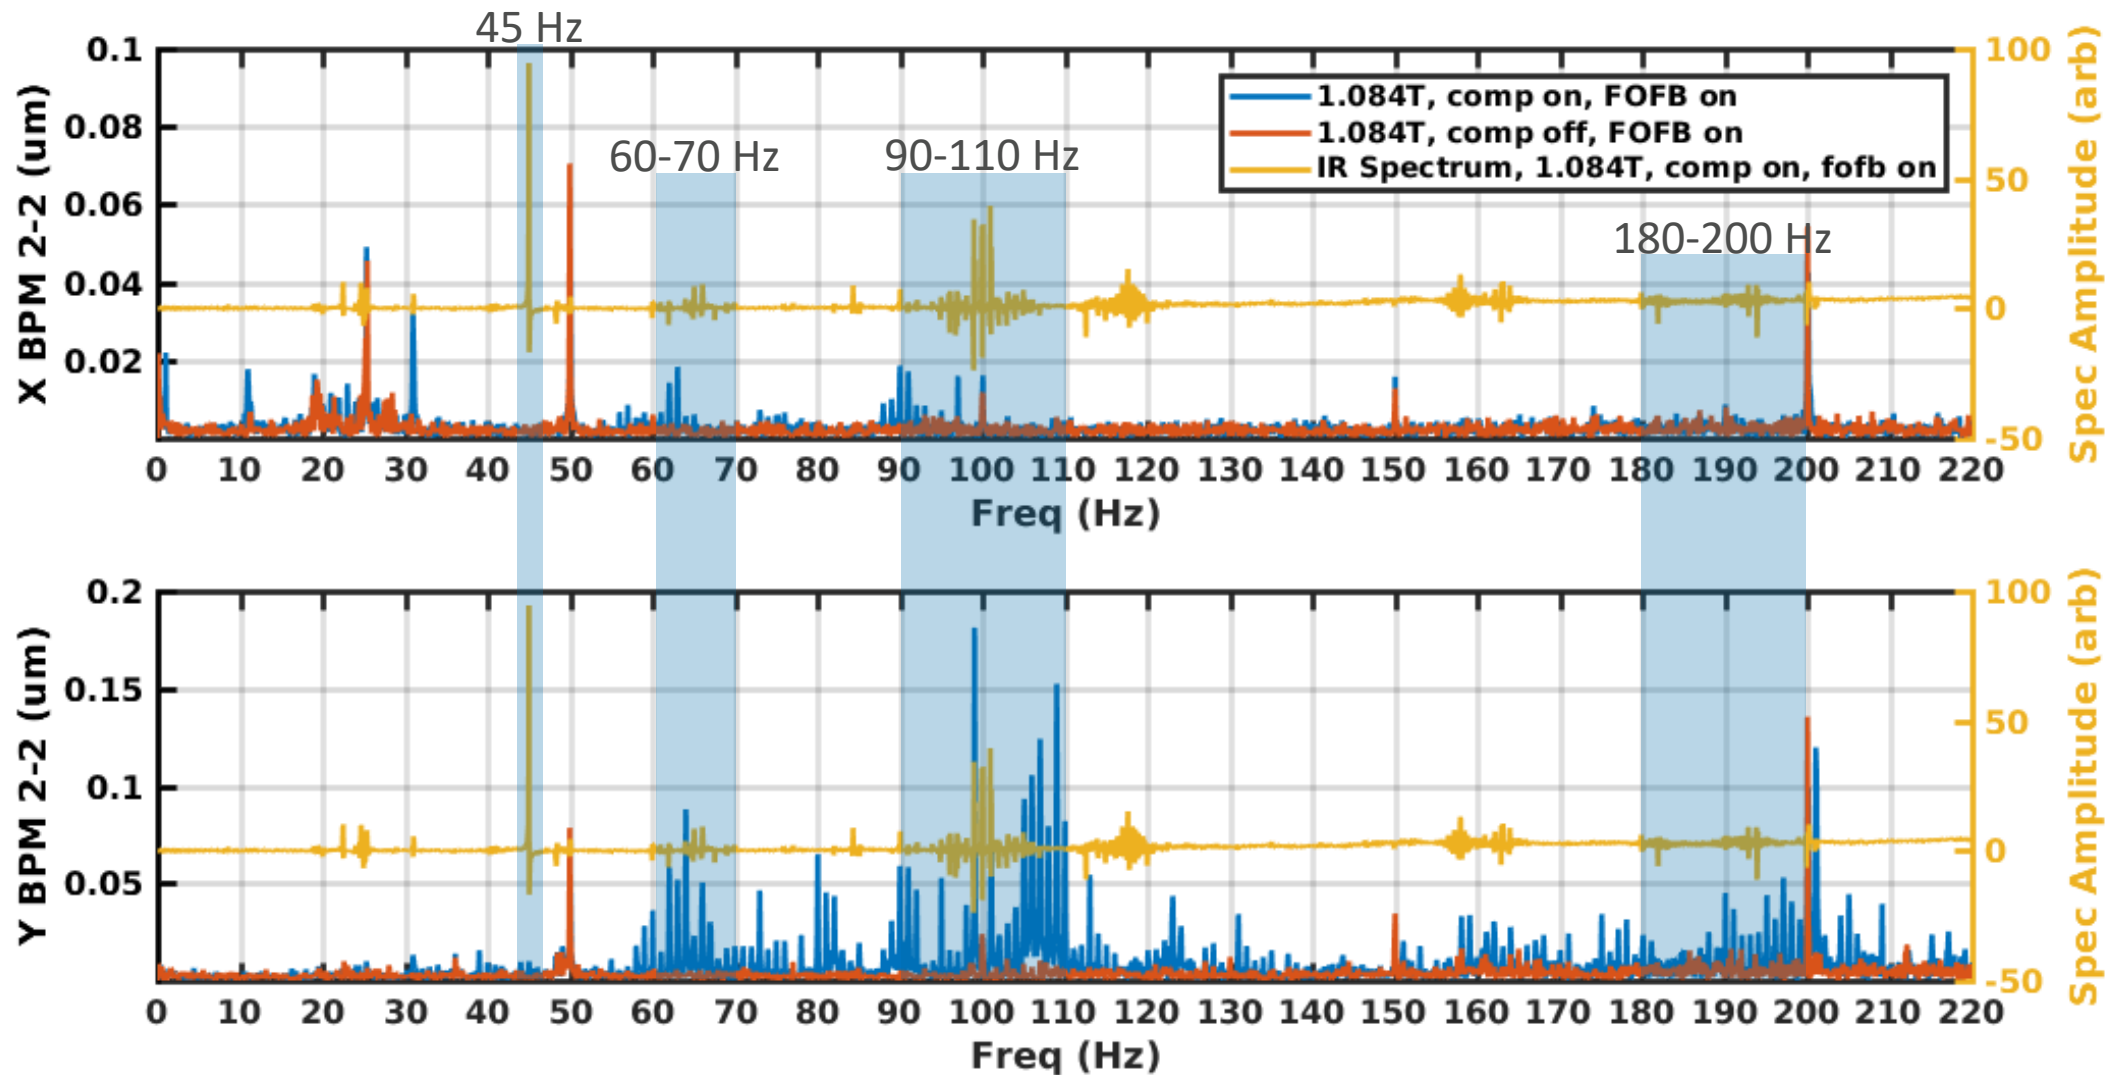 45 Hz
60-70 Hz
90-110 Hz
180-200 Hz
1.084T, comp on, FOFB on
1.084T, comp off, FOFB on
IR Spectrum, 1.084T, comp on, fofb on
X BPM 2-2 (um)
0.1
0.08
0.06
0.04
0.02
Spec Amplitude (arb)
100
50
0
-50
0 10 20 30 40 50 60 70 80 90 100 110 120 130 140 150 160 170 180 190 200 210 220
Freq (Hz)
Y BPM 2-2 (um)
0.2
0.15
0.1
0.05
Spec Amplitude (arb)
100
50
0
-50
0 10 20 30 40 50 60 70 80 90 100 110 120 130 140 150 160 170 180 190 200 210 220
Freq (Hz)